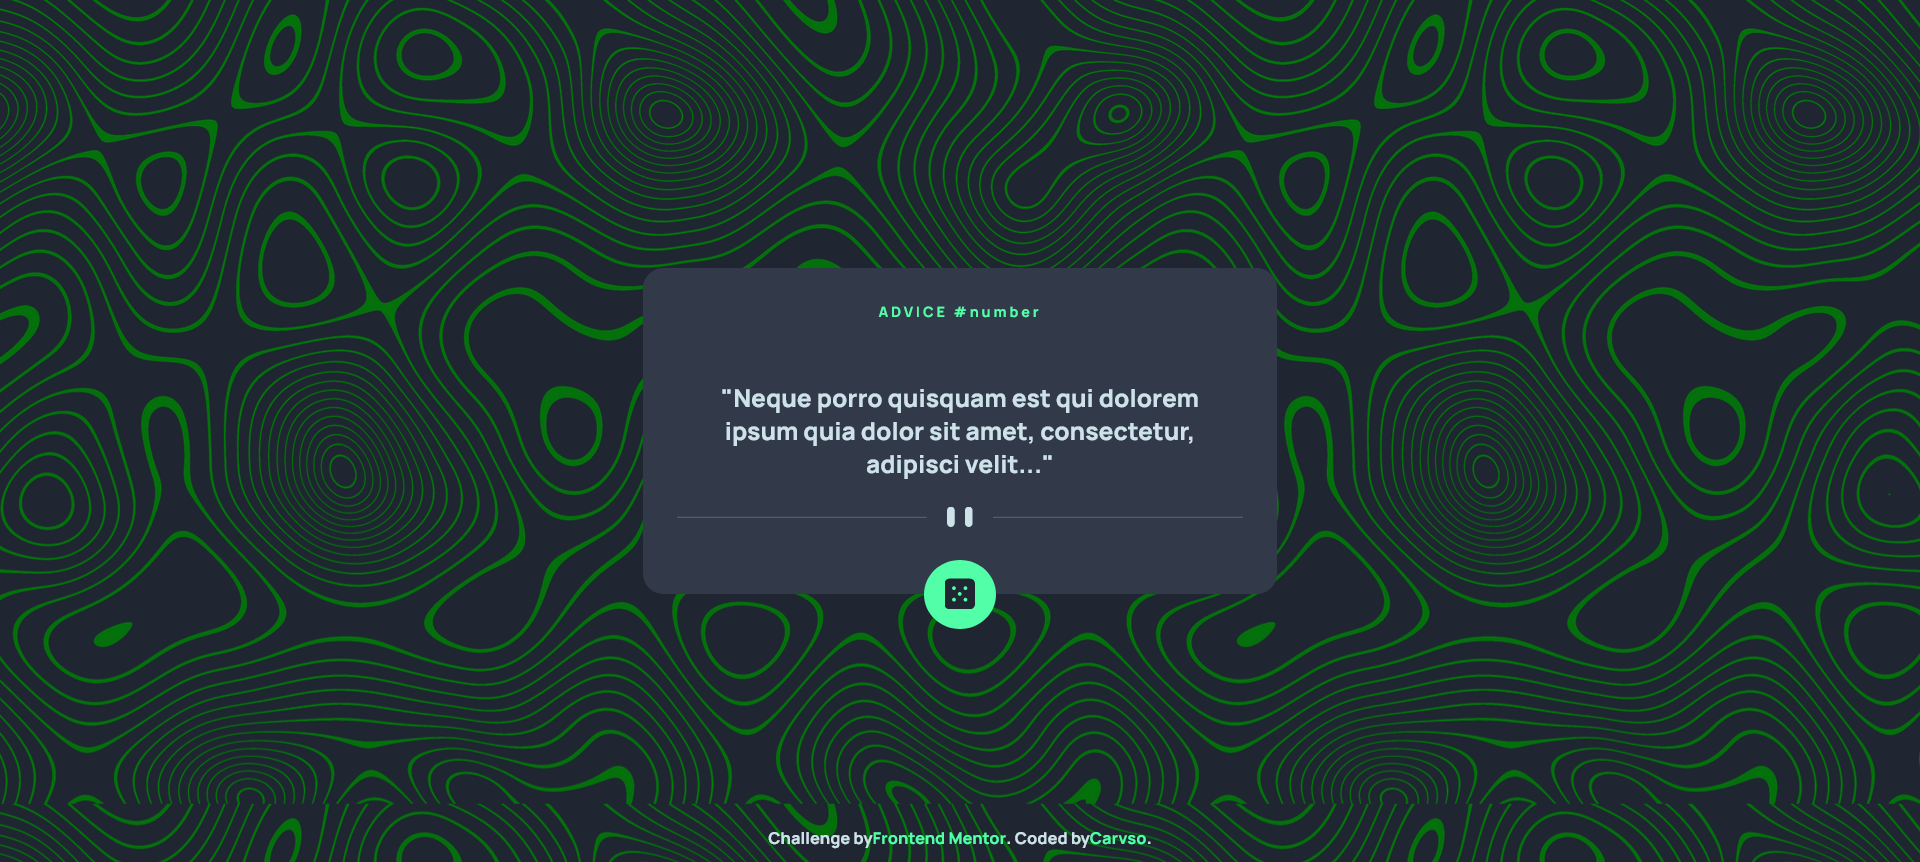 ADVICE #number
"Neque porro quisquam est qui dolorem
ipsum quia dolor sit amet, consectetur,
adipisci velit..."
Challenge byFrontend Mentor. Coded byCarvso.